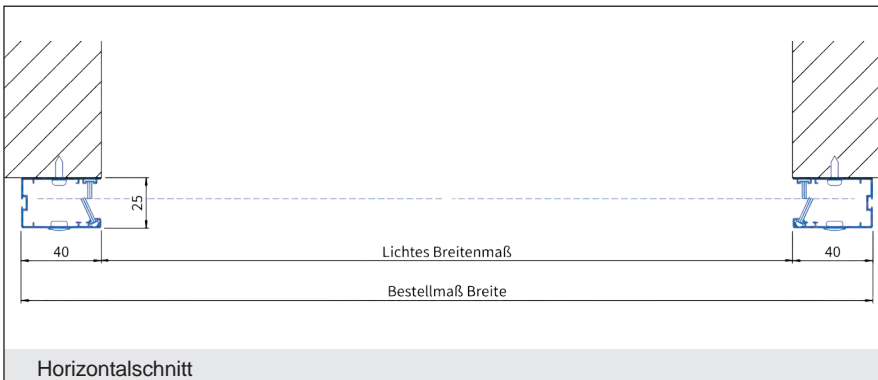 25
40
Lichtes Breitenmaß
40
Bestellmaß Breite
Horizontalschnitt